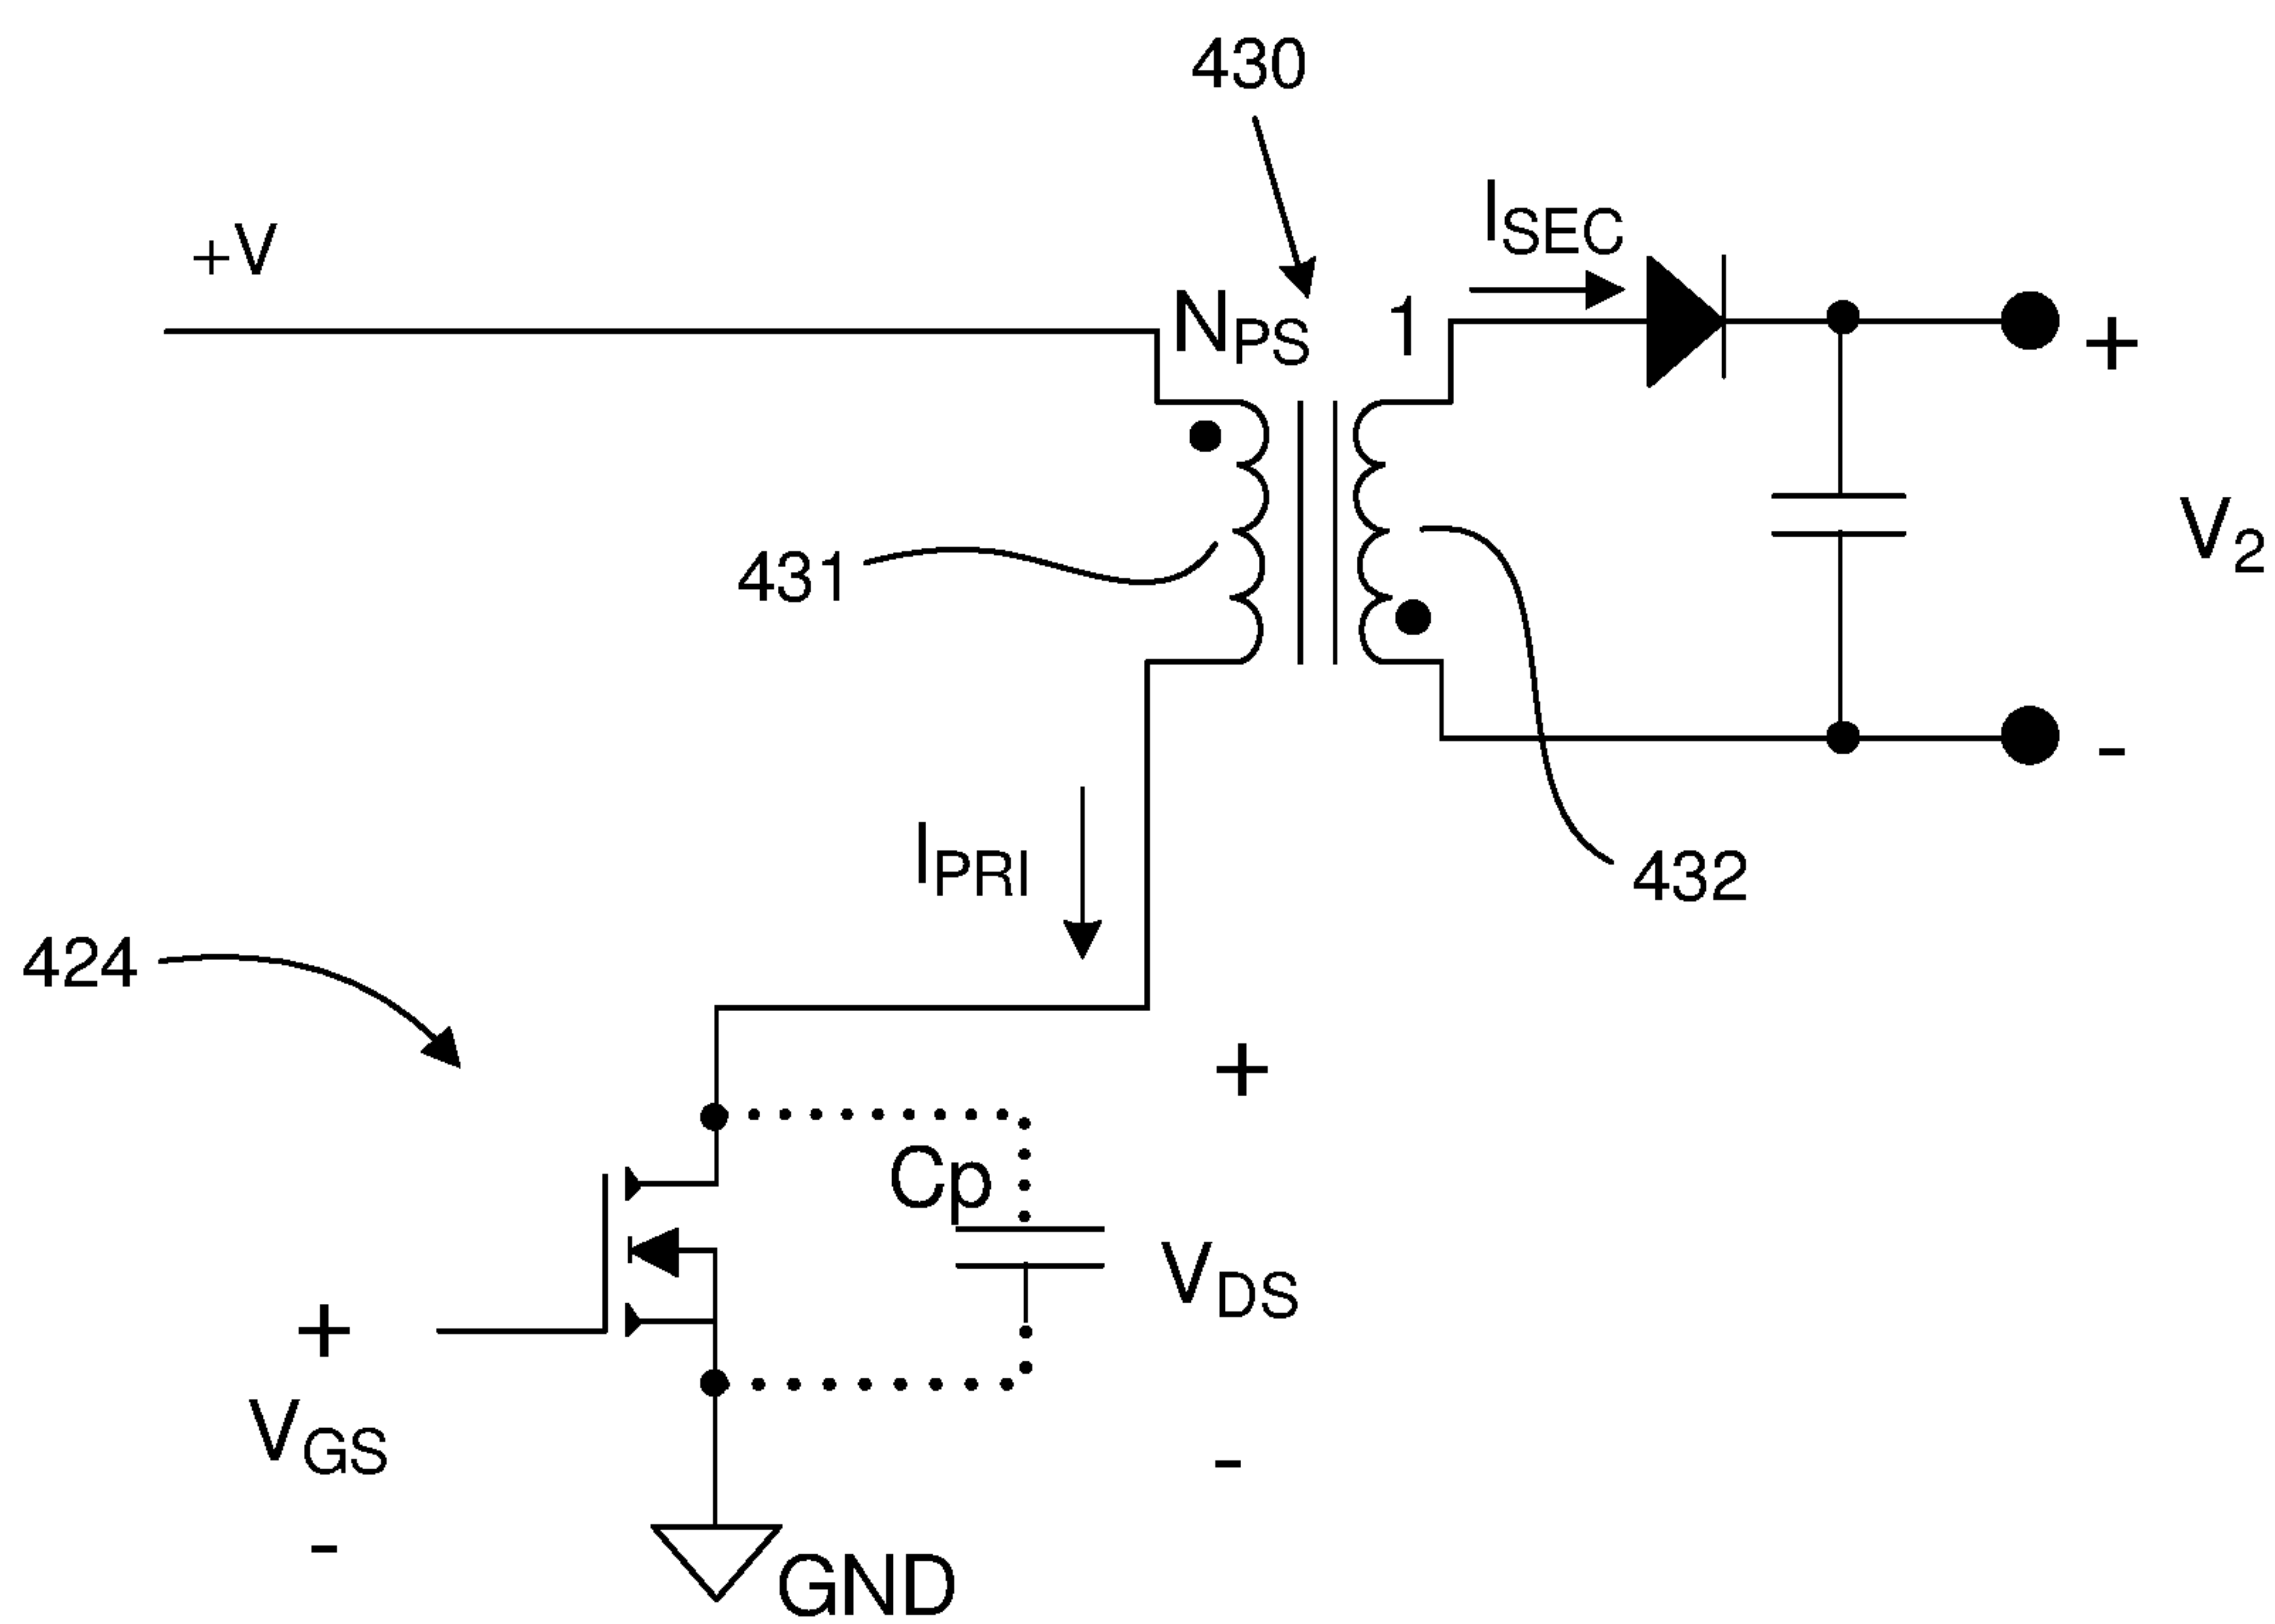 430
I_SEC
+V
N_PS 1
+
V_2
-
431
432
I_PRI
424
+
Cp
V_DS
-
+
V_GS
-
GND